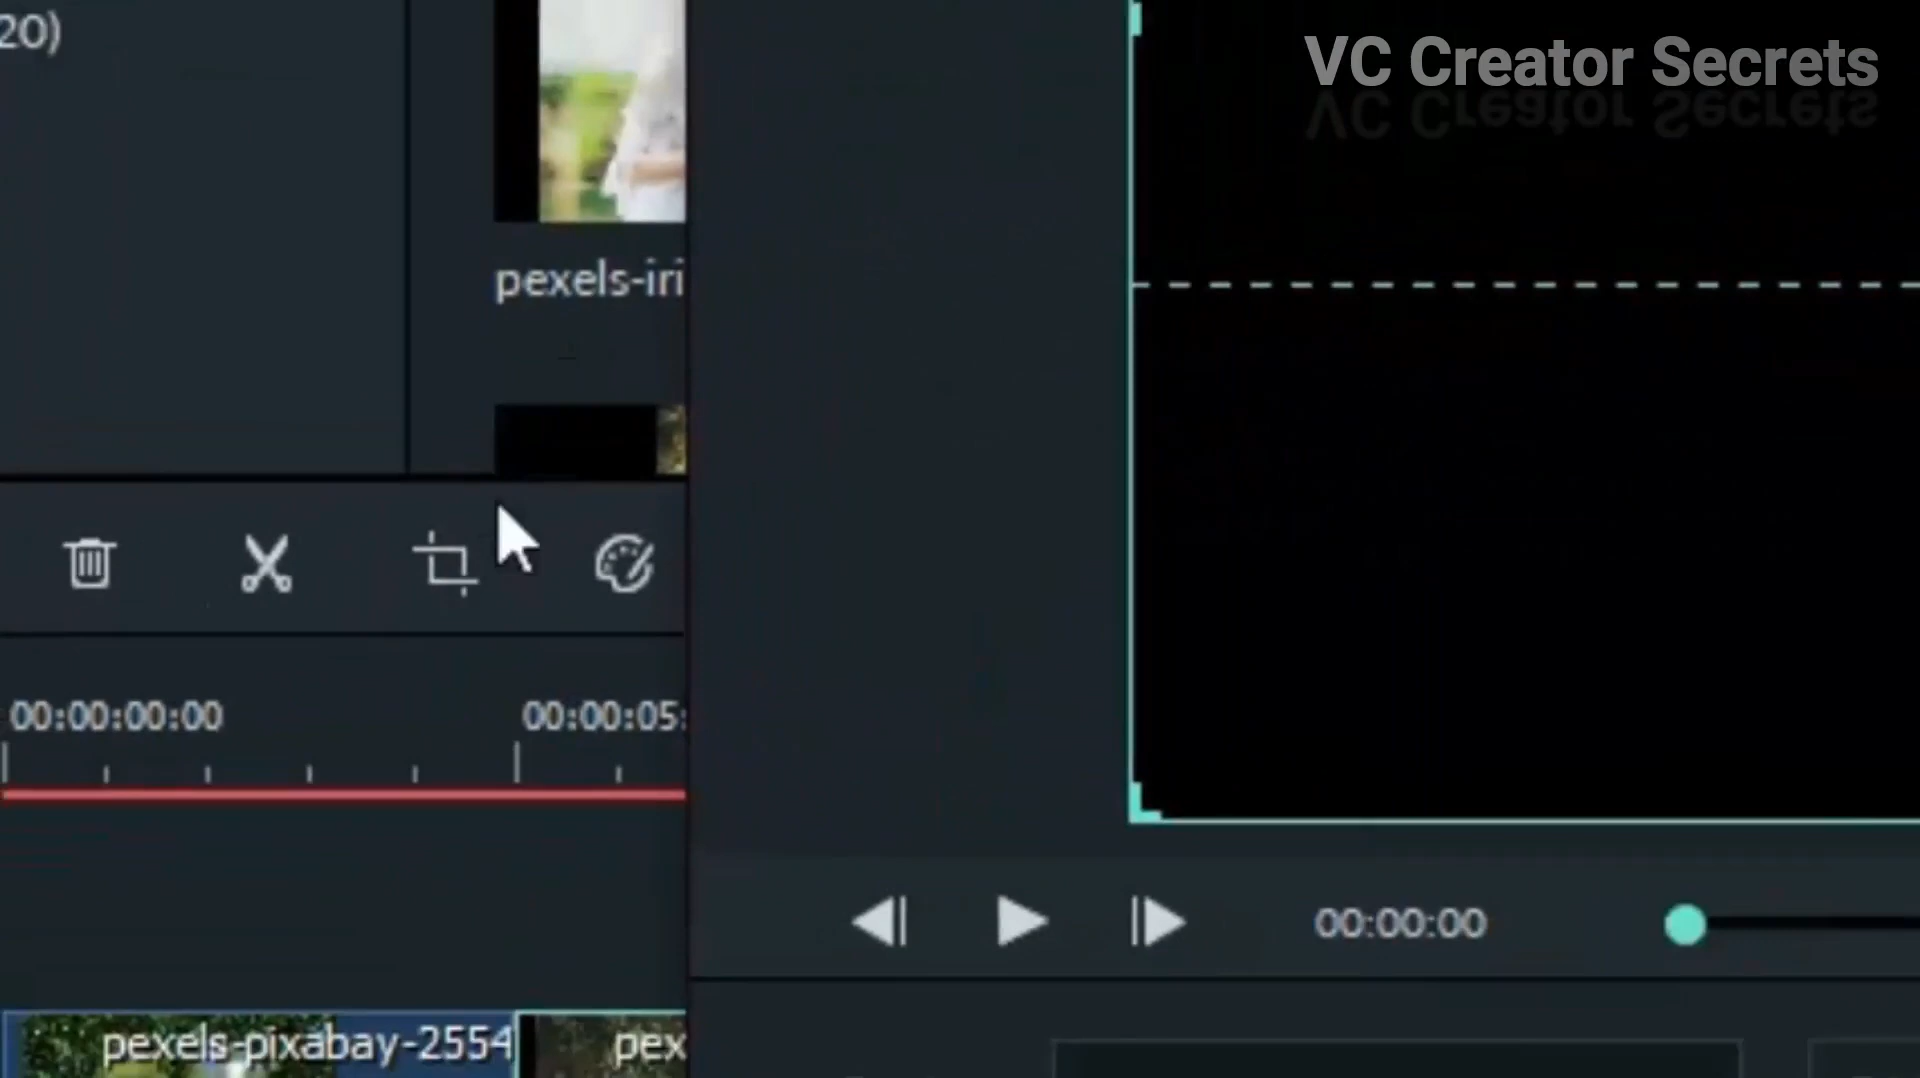 20)
VC Creator Secrets
pexels-iri
00:00:00:00
00:00:05:
00:00:00
pexels-pixabay-2554
pex